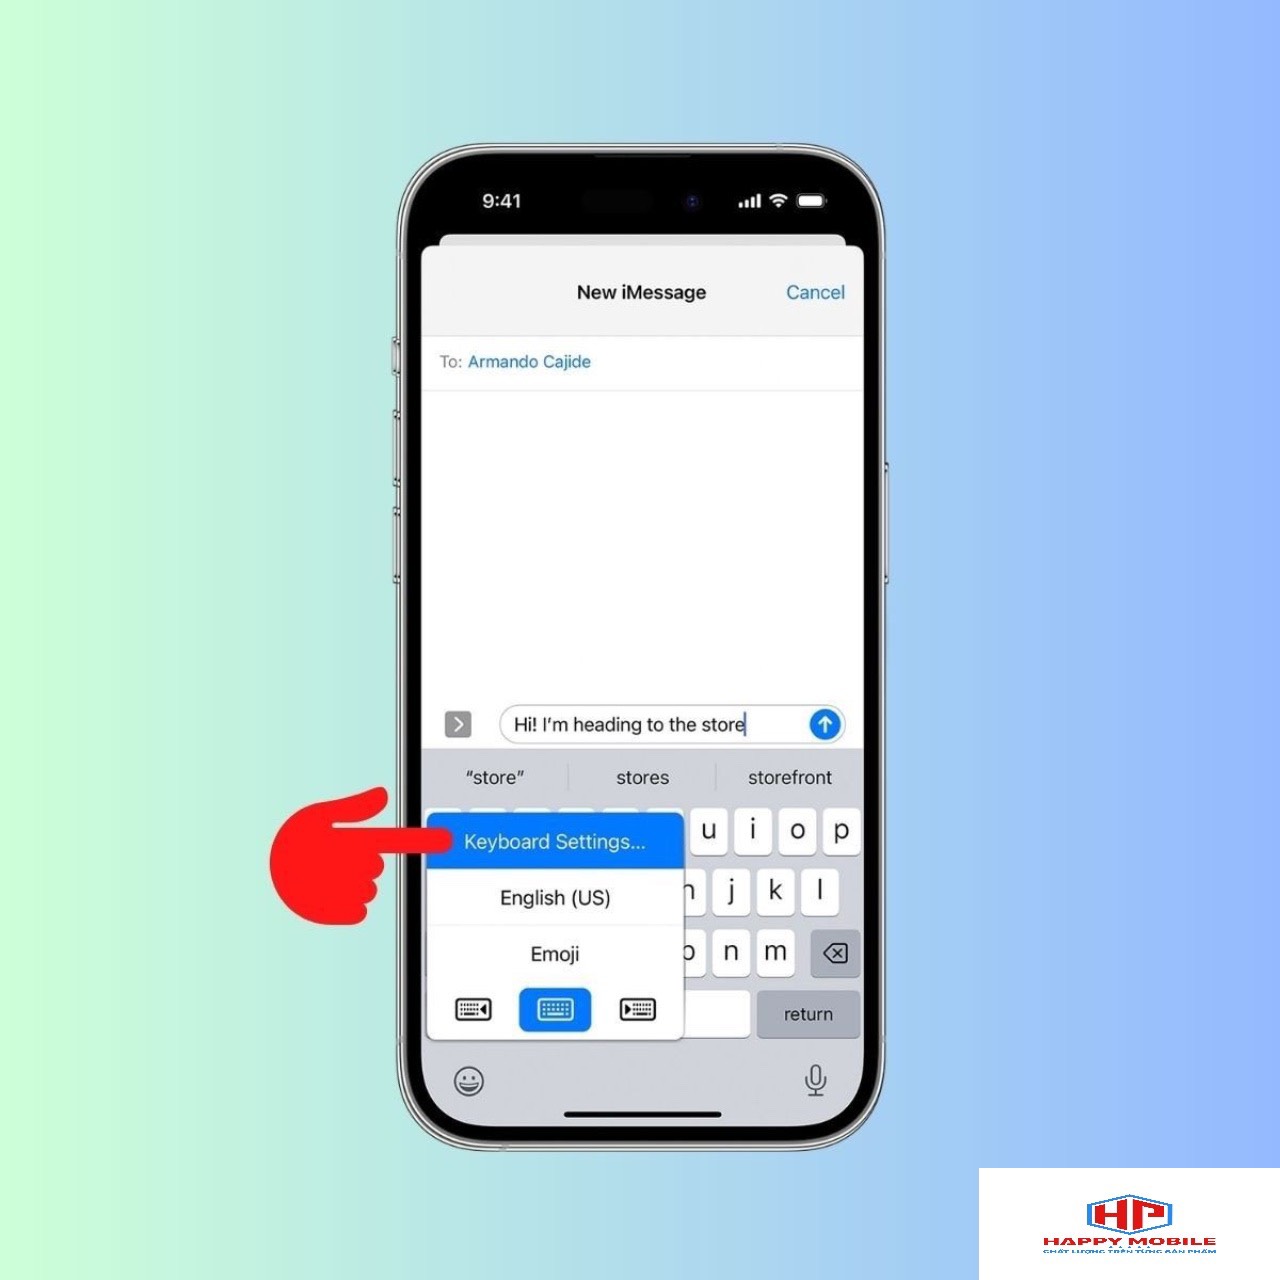 9:41
New iMessage
Cancel
To: Armando Cajide
Hi! I'm heading to the store
"store" stores storefront
Keyboard Settings... u i o p
English (US) j k l
Emoji n m
return
HP
HAPPY MOBILE
CHẤT LƯỢNG TRÊN TỪNG SẢN PHẨM